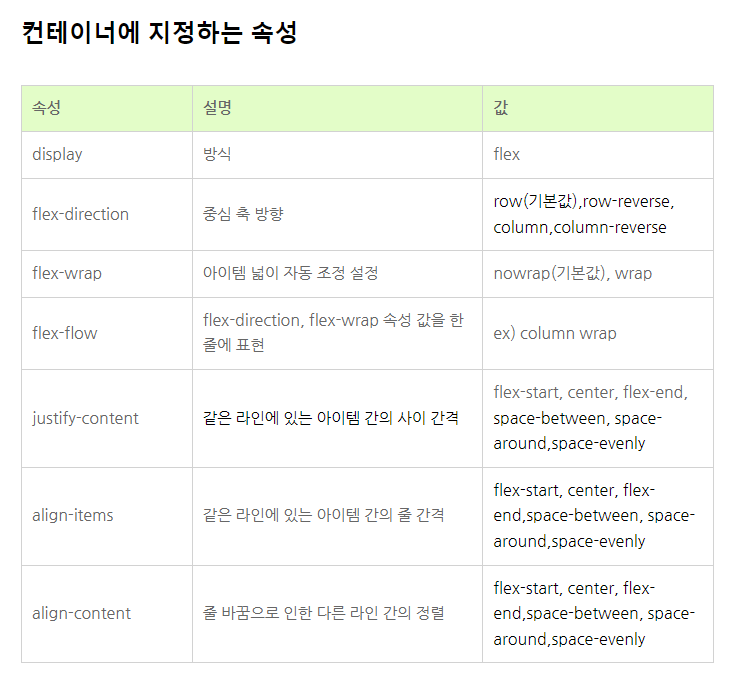 컨테이너에 지정하는 속성
속성 설명 값
display 방식 flex
flex-direction 중심 축 방향 row(기본값),row-reverse,
column,column-reverse
flex-wrap 아이템 넓이 자동 조정 설정 nowrap(기본값), wrap
flex-flow flex-direction, flex-wrap 속성 값을 한
줄에 표현 ex) column wrap
justify-content 같은 라인에 있는 아이템 간의 사이 간격 flex-start, center, flex-end,
space-between, space-
around,space-evenly
align-items 같은 라인에 있는 아이템 간의 줄 간격 flex-start, center, flex-
end,space-between, space-
around,space-evenly
align-content 줄 바꿈으로 인한 다른 라인 간의 정렬 flex-start, center, flex-
end,space-between, space-
around,space-evenly